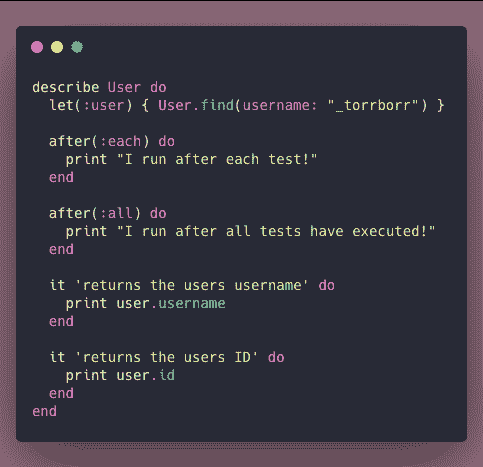 describe User do
  let(:user) { User.find(username: "_torrborr") }

  after(:each) do
    print "I run after each test!"
  end

  after(:all) do
    print "I run after all tests have executed!"
  end

  it 'returns the users username' do
    print user.username
  end

  it 'returns the users ID' do
    print user.id
  end
end